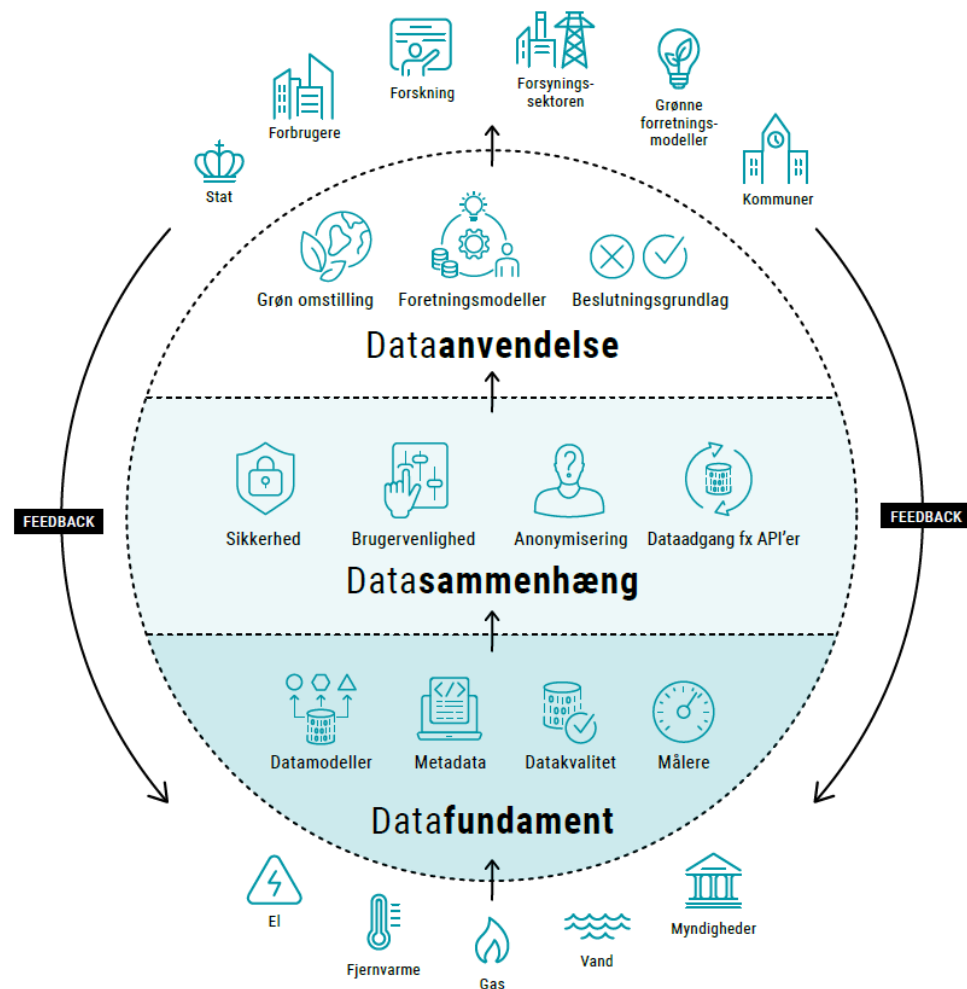 Forskning
Forsynings-
sektoren
Forbrugere
Grønne
forretnings-
modeller
Stat
Kommuner
Grøn omstilling
Foretningsmodeller
Beslutningsgrundlag
Dataanvendelse
FEEDBACK
FEEDBACK
Sikkerhed
Brugervenlighed
Anonymisering
Dataadgang fx API'er
Datasammenhæng
Datamodeller
Metadata
Datakvalitet
Målere
Datafundament
El
Fjernvarme
Gas
Vand
Myndigheder